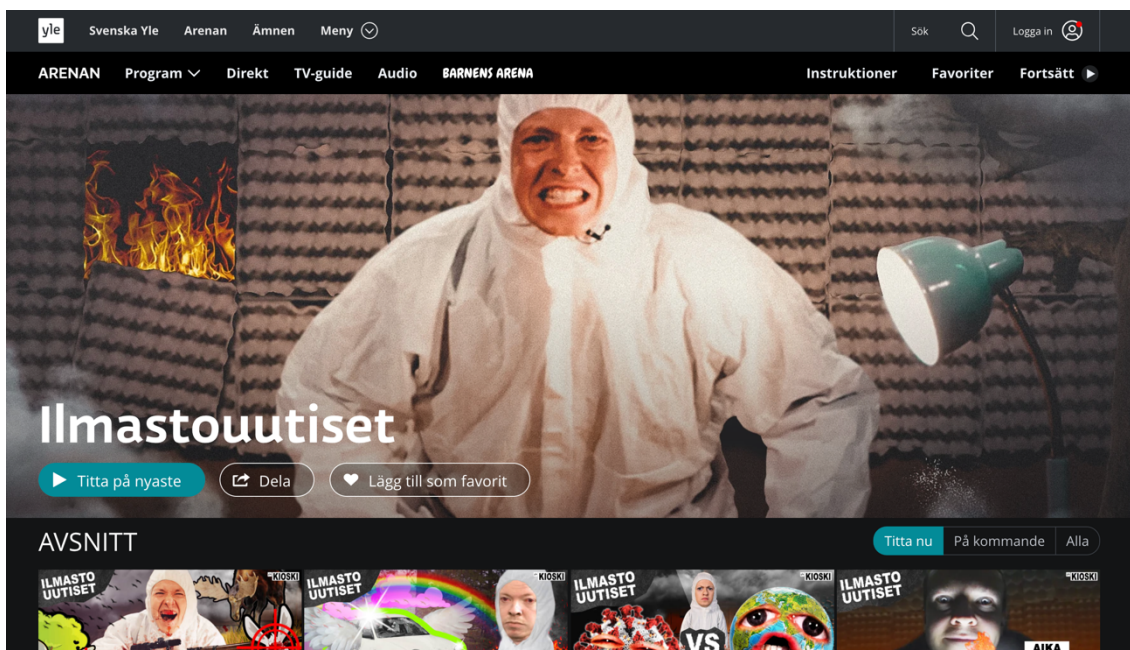 yle Svenska Yle Arenan Ämnen Meny Sök Logga in
ARENAN Program Direkt TV-guide Audio BARNENS ARENA Instruktioner Favoriter Fortsätt
Ilmastouutiset
Titta på nyaste Dela Lägg till som favorit
AVSNITT Titta nu På kommande Alla
ILMASTO UUTISET KIOSKI
ILMASTO UUTISET KIOSKI
ILMASTO UUTISET KIOSKI
VS
ILMASTO UUTISET KIOSKI
AIKA